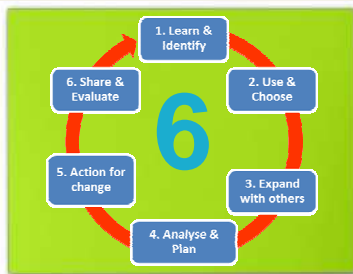 1. Learn &
Identify
2. Use &
Choose
3. Expand
with others
4. Analyse &
Plan
5. Action for
change
6. Share &
Evaluate
6